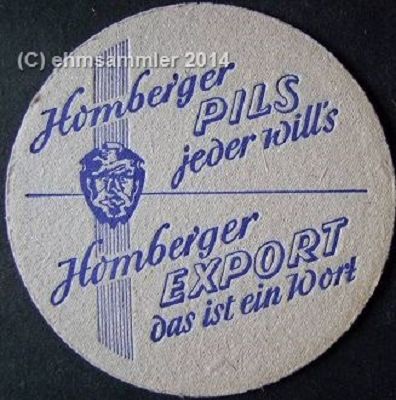 (C) ehmsammler 2014
Homberger
PILS
jeder will's
Homberger
EXPORT
das ist ein Wort